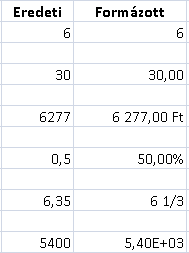 Eredeti Formázott
6 6
30 30,00
6277 6 277,00 Ft
0,5 50,00%
6,35 6 1/3
5400 5,40E+03